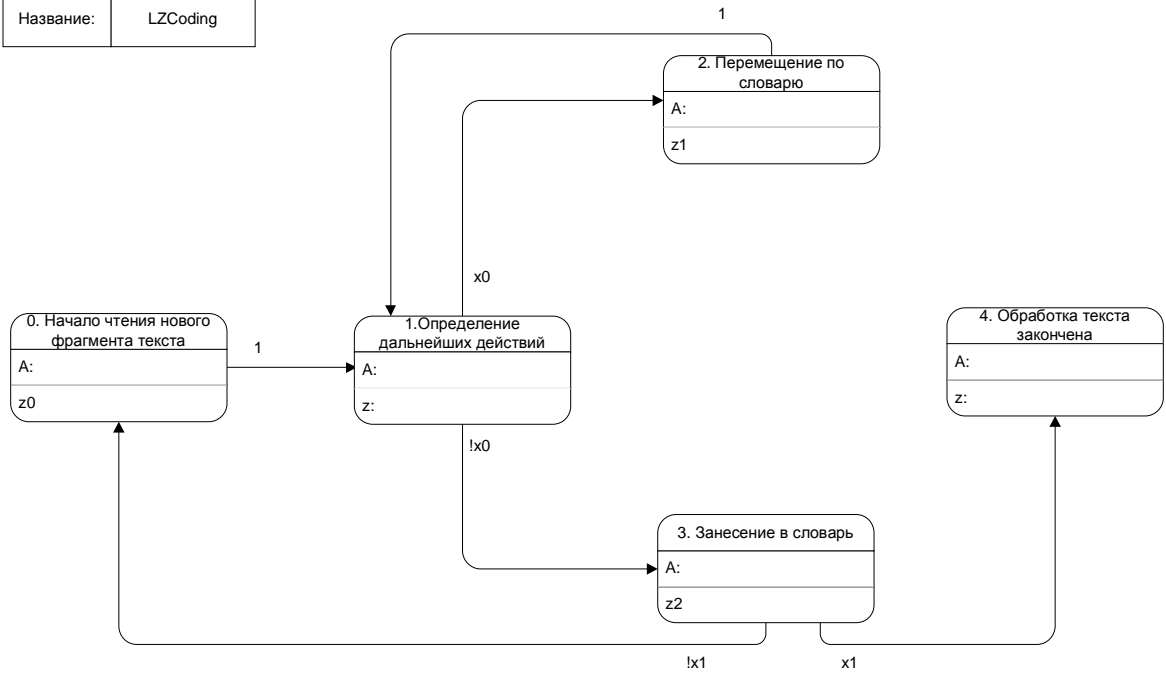 Название: LZCoding
1
2. Перемещение по
словарю
A:
z1
x0
0. Начало чтения нового
фрагмента текста
A:
z0
1
1.Определение
дальнейших действий
A:
z:
4. Обработка текста
закончена
A:
z:
!x0
3. Занесение в словарь
A:
z2
!x1
x1